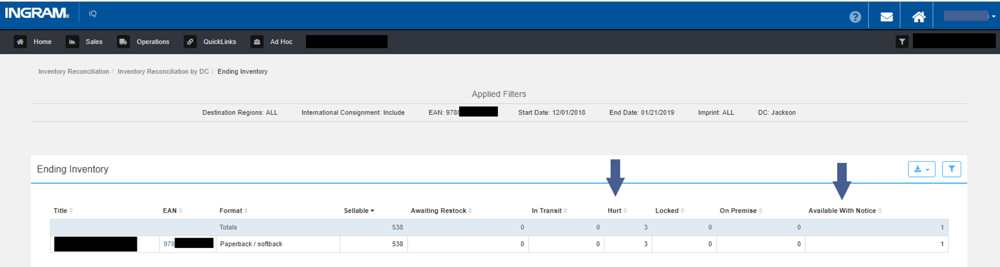 INGRAM® iQ ?
Home Sales Operations QuickLinks Ad Hoc
Inventory Reconciliation / Inventory Reconciliation by DC / Ending Inventory
Applied Filters
Destination Regions: ALL International Consignment: Include EAN: 978 Start Date: 12/01/2018 End Date: 01/21/2019 Imprint: ALL DC: Jackson
Ending Inventory
Title EAN Format Sellable Awaiting Restock In Transit Hurt Locked On Premise Available With Notice
Totals 538 0 0 3 0 0 1
978 Paperback / softback 538 0 0 3 0 0 1